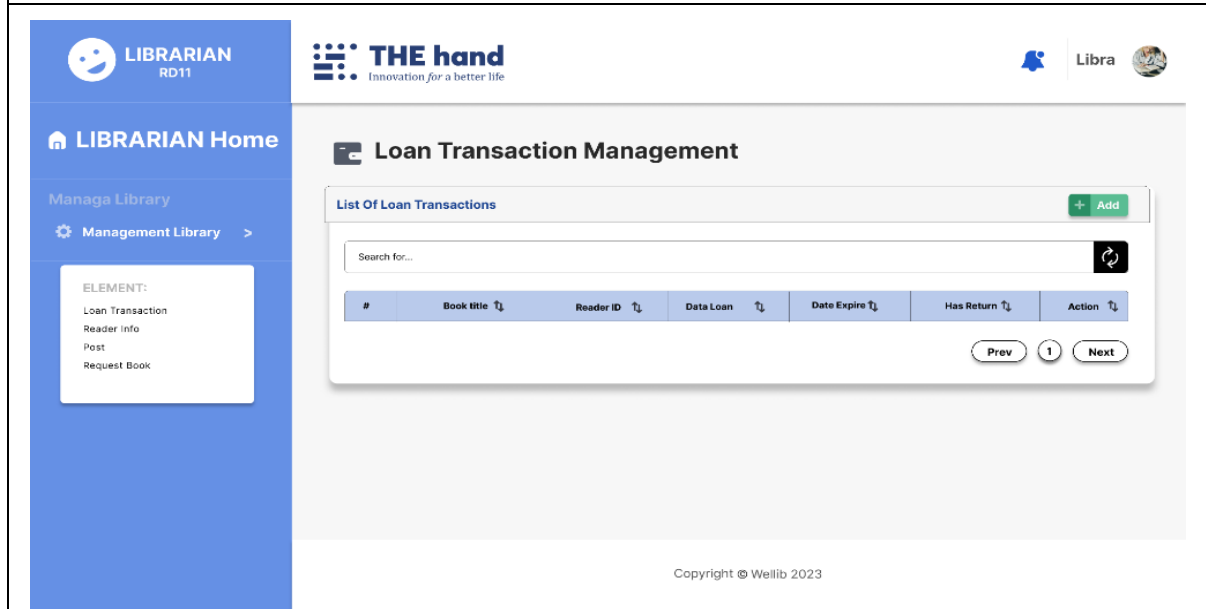 LIBRARIAN
RD11
THE hand
Innovation for a better life
Libra
LIBRARIAN Home
Managa Library
Management Library >
ELEMENT:
Loan Transaction
Reader Info
Post
Request Book
Loan Transaction Management
List Of Loan Transactions
+ Add
Search for...
# Book title Reader ID Data Loan Date Expire Has Return Action
Prev 1 Next
Copyright © Wellib 2023